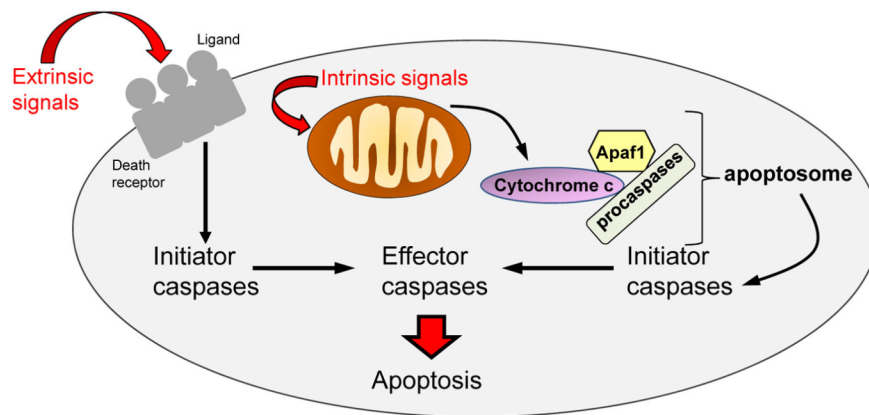 Extrinsic
signals
Ligand
Death
receptor
Intrinsic signals
Cytochrome c
Apaf1
procaspases
apoptosome
Initiator
caspases
Effector
caspases
Initiator
caspases
Apoptosis